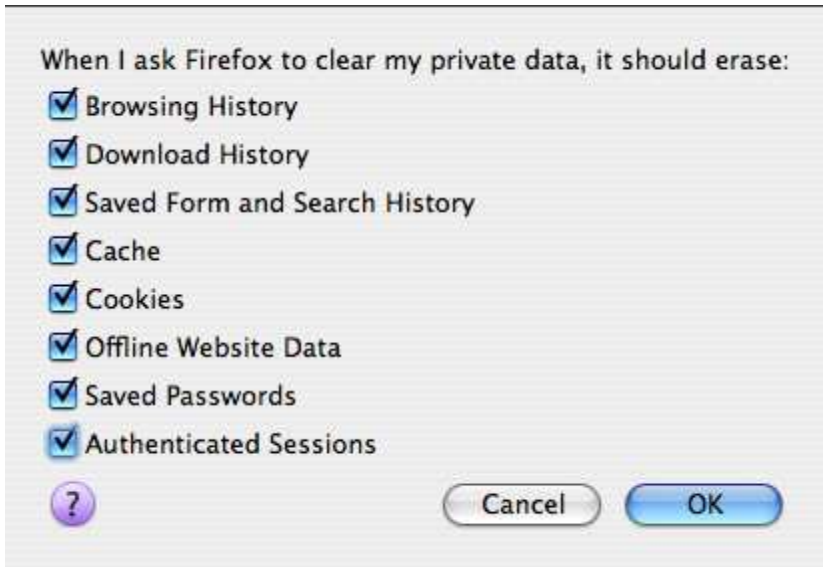 When I ask Firefox to clear my private data, it should erase:
Browsing History
Download History
Saved Form and Search History
Cache
Cookies
Offline Website Data
Saved Passwords
Authenticated Sessions
? Cancel OK